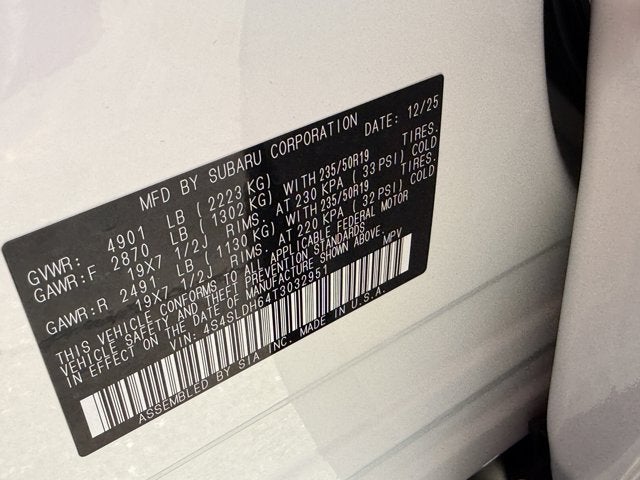 MFD BY SUBARU CORPORATION DATE: 12/25
GVWR: 4901 LB (2223 KG)
GAWR:F 2870 LB (1302 KG) WITH 235/50R19 TIRES.
19X7 1/2J RIMS. AT 230 KPA (33 PSI) COLD
GAWR:R 2491 LB (1130 KG) WITH 235/50R19 TIRES.
19X7 1/2J RIMS. AT 220 KPA (32 PSI) COLD
THIS VEHICLE CONFORMS TO ALL APPLICABLE FEDERAL MOTOR
VEHICLE SAFETY AND THEFT PREVENTION STANDARDS
IN EFFECT ON THE DATE OF MANUFACTURE SHOWN ABOVE.
VIN: 4S4SLDH64T3032951 MPV
ASSEMBLED BY SIA INC. MADE IN U.S.A.